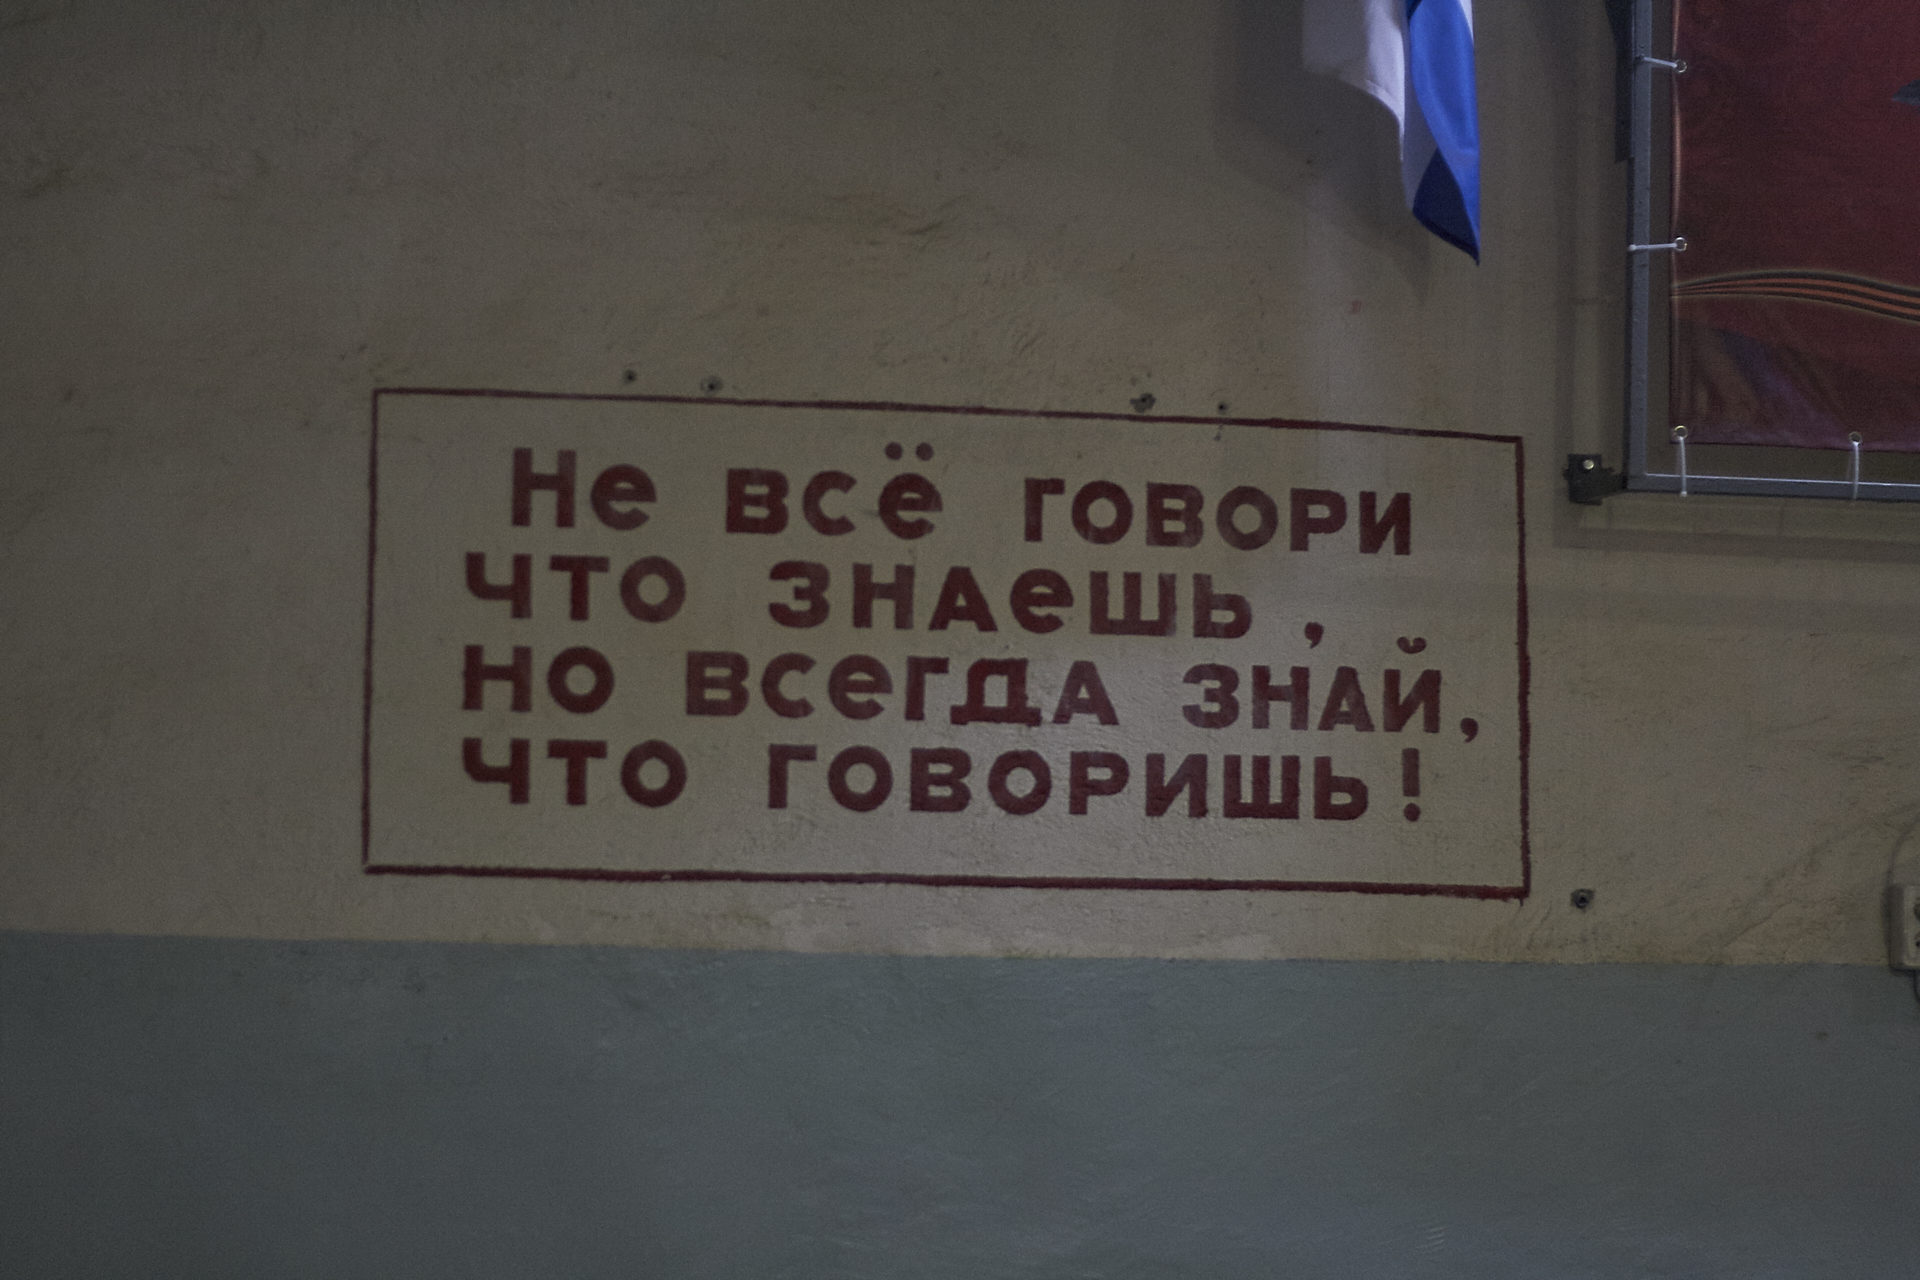 Не всё говори
что знаешь,
но всегда знай,
что говоришь!